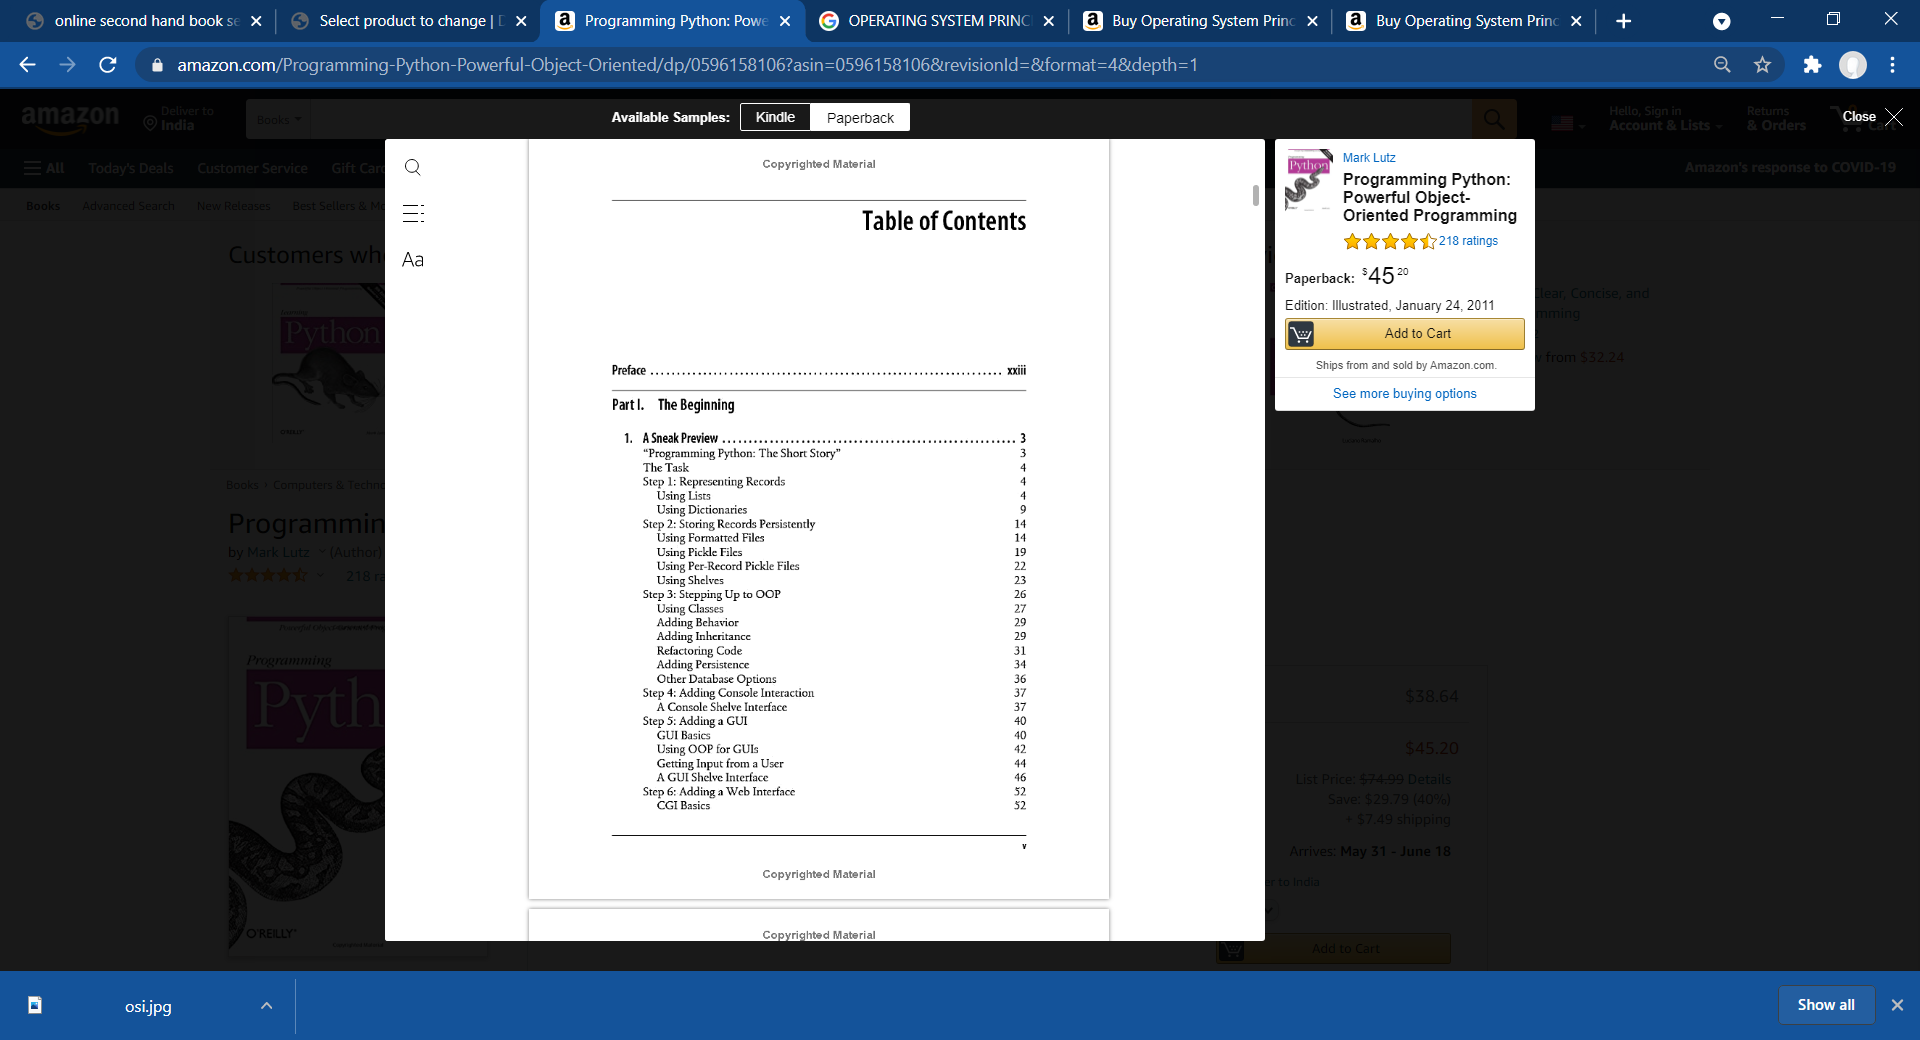 online second hand book se
Select product to change | D
Programming Python: Powe
OPERATING SYSTEM PRINCI
Buy Operating System Princ
Buy Operating System Princ
amazon.com/Programming-Python-Powerful-Object-Oriented/dp/0596158106?asin=0596158106&revisionId=&format=4&depth=1
amazon
Deliver to
India
Books
Available Samples:
Kindle
Paperback
Hello, Sign in
Account & Lists
Returns
& Orders
Cart
Close
All
Today's Deals
Customer Service
Gift Car
Amazon's response to COVID-19
Books
Advanced Search
New Releases
Best Sellers & Mo
Customers wh
Python
O'REILLY
Books › Computers & Techno
Programmin
by Mark Lutz (Author)
218 ra
Programming
Pyth
O'REILLY
Copyrighted Material
Table of Contents
Preface xxiii
Part I. The Beginning
1. A Sneak Preview 3
“Programming Python: The Short Story” 3
The Task 4
Step 1: Representing Records 4
Using Lists 4
Using Dictionaries 9
Step 2: Storing Records Persistently 14
Using Formatted Files 14
Using Pickle Files 19
Using Per-Record Pickle Files 22
Using Shelves 23
Step 3: Stepping Up to OOP 26
Using Classes 27
Adding Behavior 29
Adding Inheritance 29
Refactoring Code 31
Adding Persistence 34
Other Database Options 36
Step 4: Adding Console Interaction 37
A Console Shelve Interface 37
Step 5: Adding a GUI 40
GUI Basics 40
Using OOP for GUIs 42
Getting Input from a User 44
A GUI Shelve Interface 46
Step 6: Adding a Web Interface 52
CGI Basics 52
v
Copyrighted Material
Copyrighted Material
Aa
Python
Mark Lutz
Programming Python:
Powerful Object-
Oriented Programming
218 ratings
Paperback: $45 20
Edition: Illustrated, January 24, 2011
Add to Cart
Ships from and sold by Amazon.com.
See more buying options
Clear, Concise, and
mming
from $32.24
$38.64
$45.20
List Price: $74.99 Details
Save: $29.79 (40%)
+ $7.49 shipping
Arrives: May 31 - June 18
er to India
Add to Cart
osi.jpg
Show all